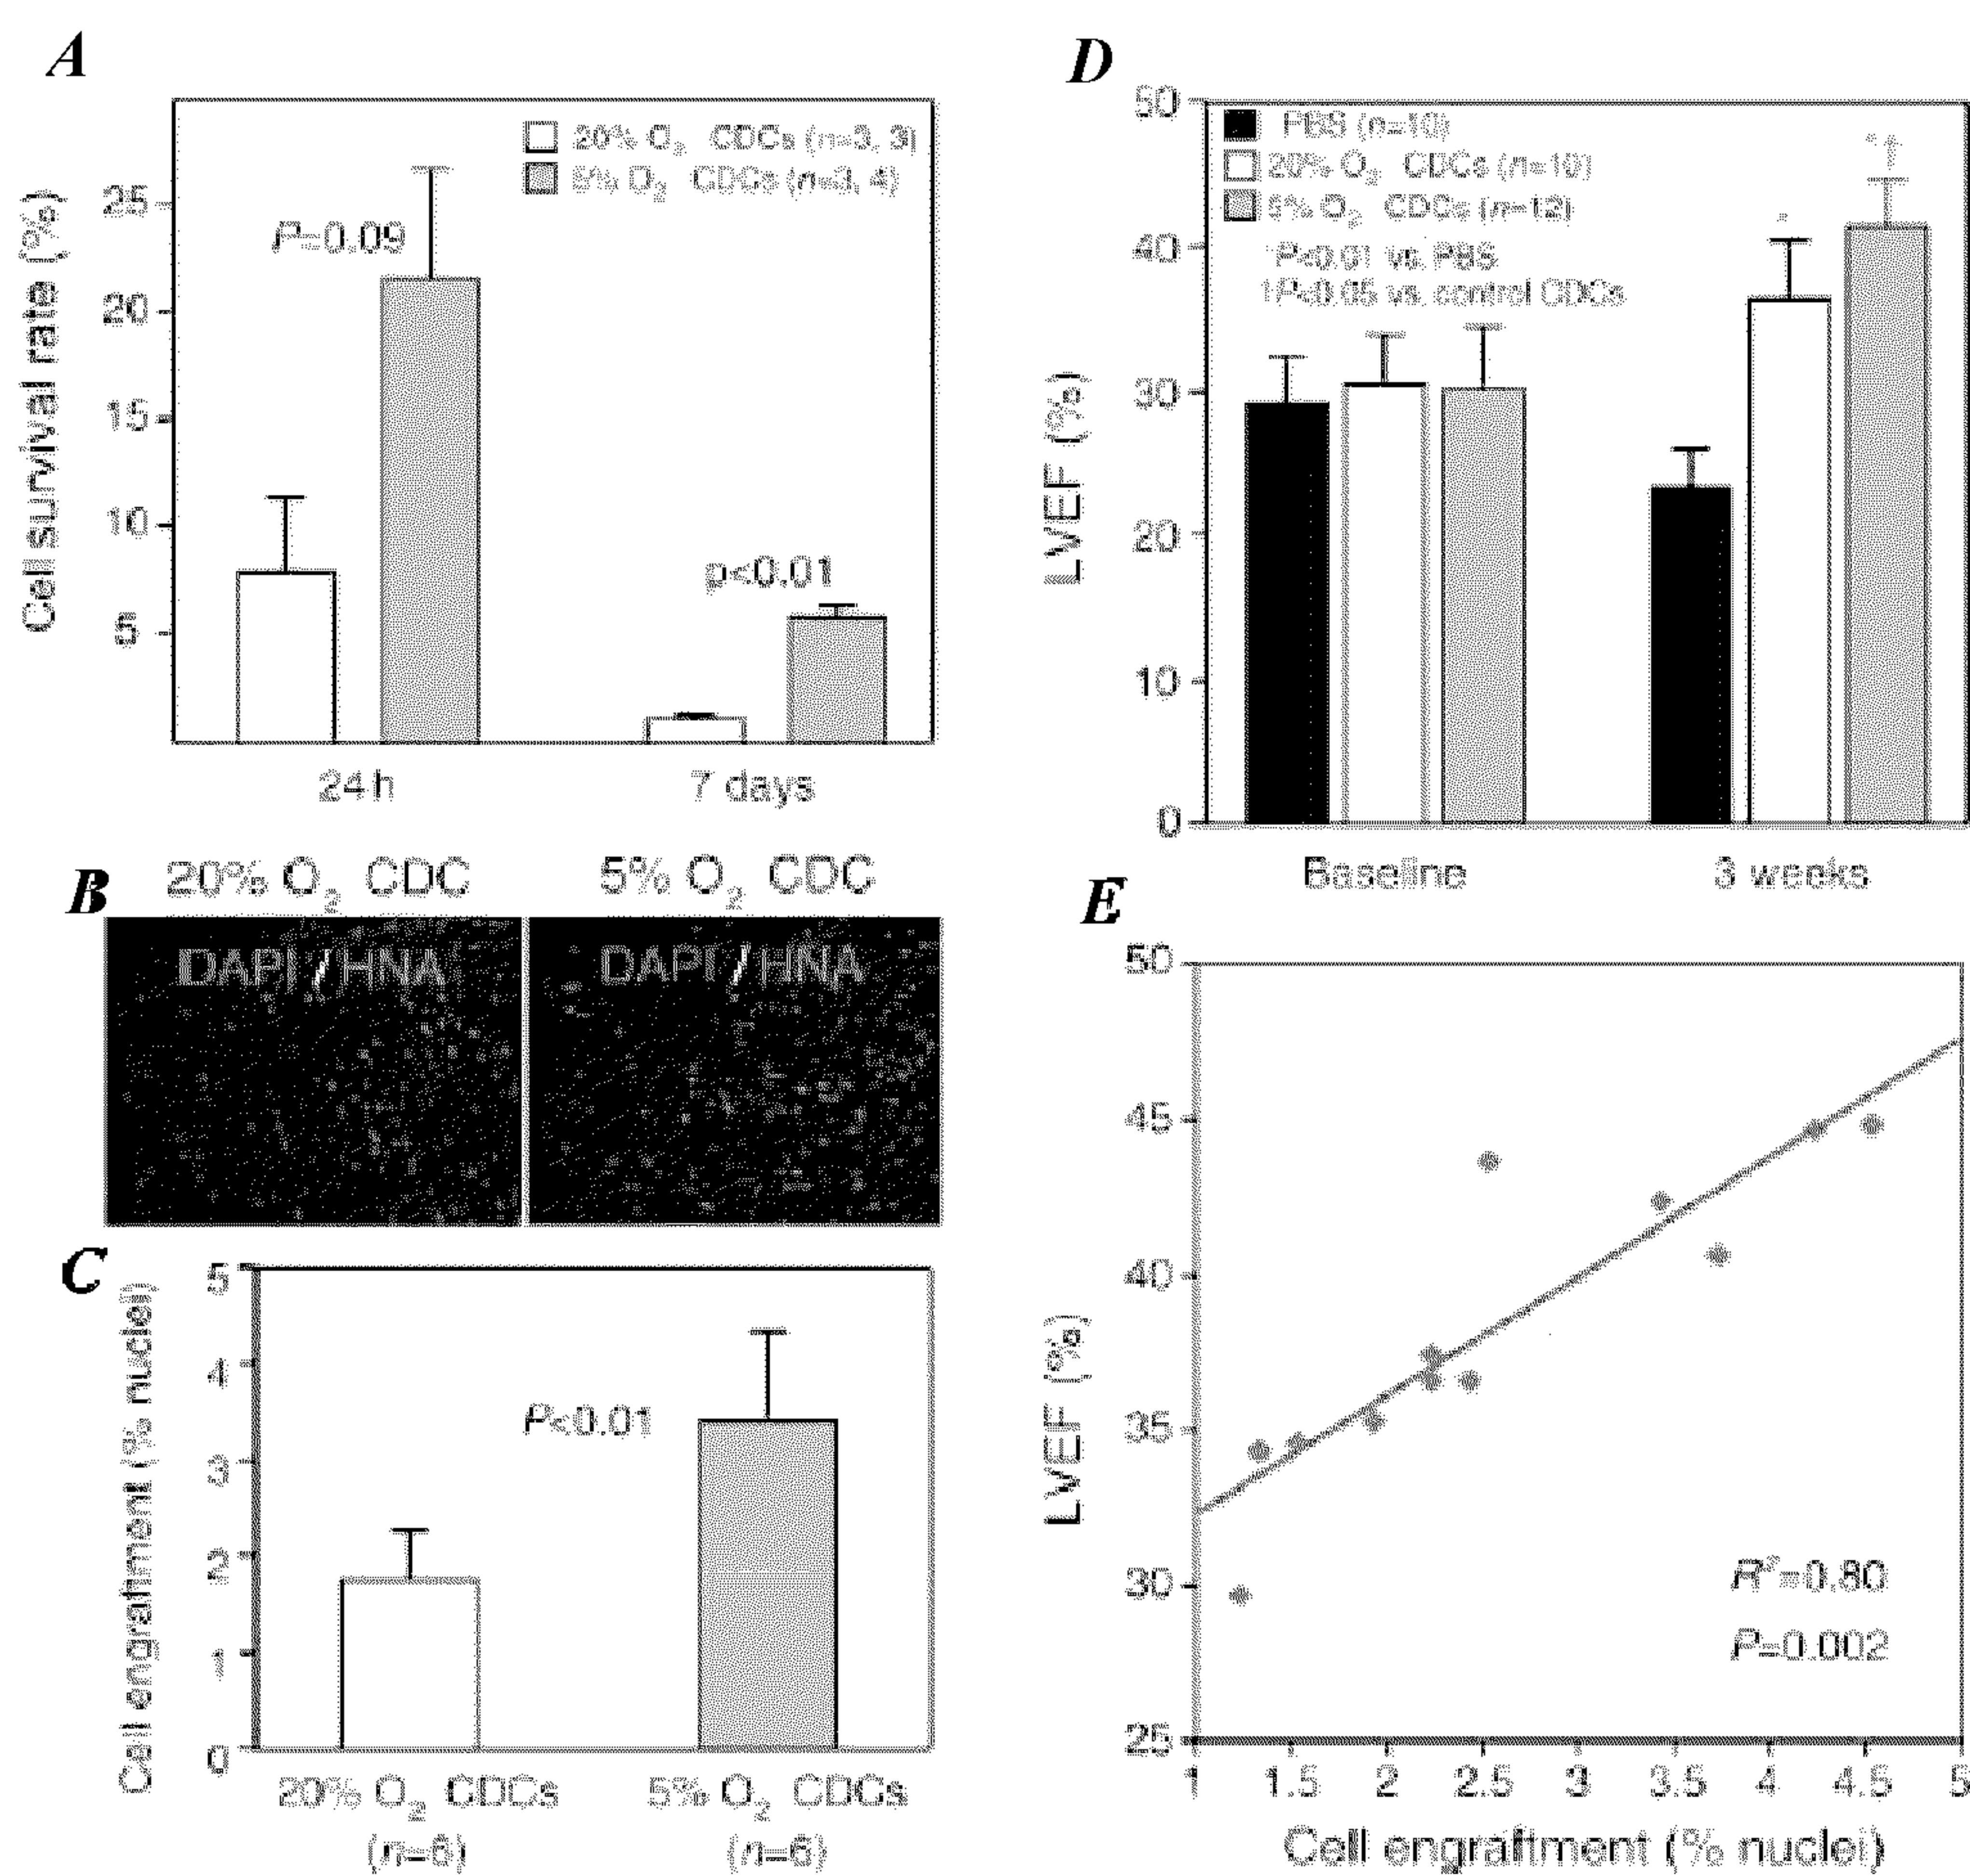 A
Cell survival rate (%)
25
20
15
10
5
20% O2 CDCs (n=3, 3)
5% O2 CDCs (n=3, 4)
P=0.09
p<0.01
24 h
7 days
B
20% O2 CDC
5% O2 CDC
DAPI / HNA
DAPI / HNA
C
Cell engraftment (% nuclei)
5
4
3
2
1
0
P<0.01
20% O2 CDCs
(n=6)
5% O2 CDCs
(n=6)
D
LVEF (%)
50
40
30
20
10
0
PBS (n=10)
20% O2 CDCs (n=10)
5% O2 CDCs (n=12)
*P<0.01 vs. PBS
†P<0.05 vs. control CDCs
*
*†
Baseline
3 weeks
E
LVEF (%)
50
45
40
35
30
25
R²=0.80
P=0.002
1 1.5 2 2.5 3 3.5 4 4.5 5
Cell engraftment (% nuclei)